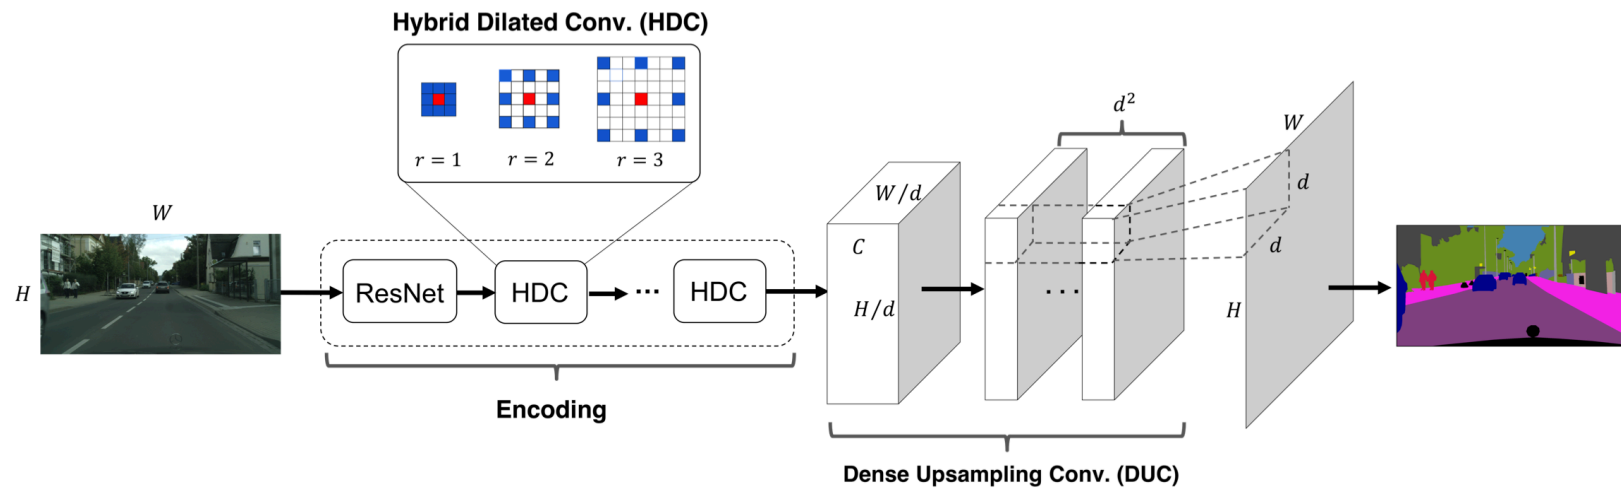 Hybrid Dilated Conv. (HDC)
r = 1
r = 2
r = 3
W
H
ResNet
HDC
...
HDC
Encoding
W/d
C
H/d
d²
...
W
d
d
H
Dense Upsampling Conv. (DUC)